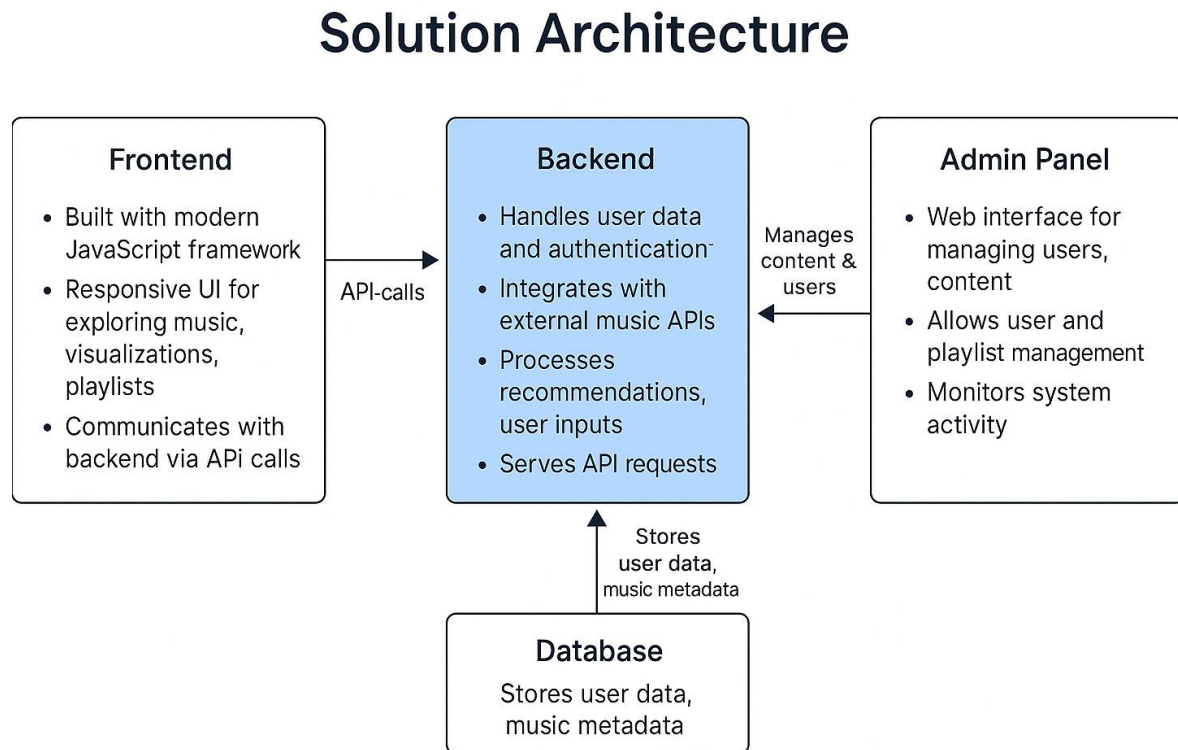 Solution Architecture
Frontend
• Built with modern
JavaScript framework
• Responsive UI for
exploring music,
visualizations,
playlists
• Communicates with
backend via APi calls
API-calls
Backend
• Handles user data
and authentication-
• Integrates with
external music APIs
• Processes
recommendations,
user inputs
• Serves API requests
Manages
content &
users
Admin Panel
• Web interface for
managing users,
content
• Allows user and
playlist management
• Monitors system
activity
Stores
user data,
music metadata
Database
Stores user data,
music metadata